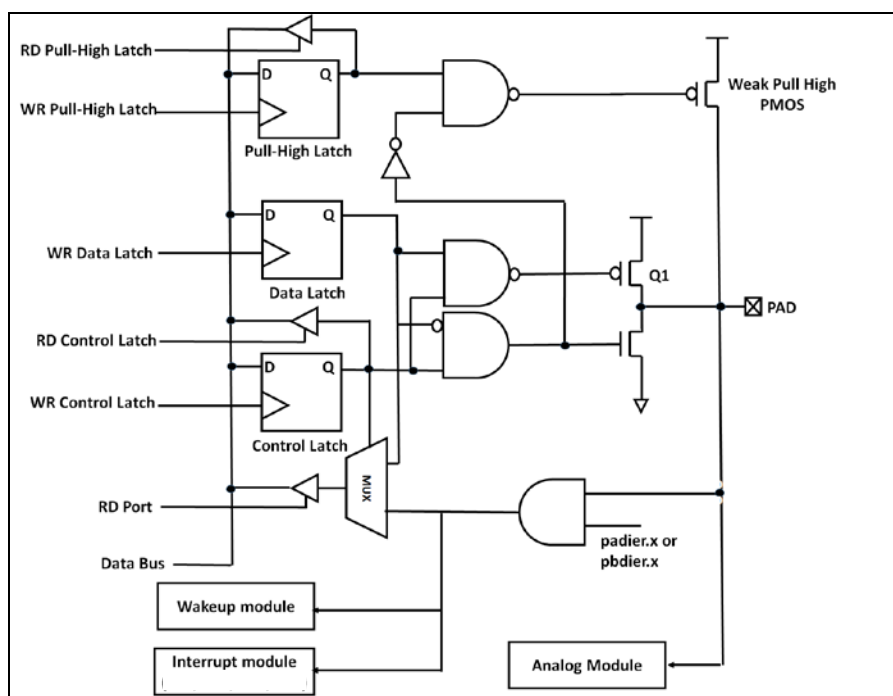 RD Pull-High Latch
D
Q
WR Pull-High Latch
Pull-High Latch
Weak Pull High
PMOS
D
Q
WR Data Latch
Data Latch
Q1
PAD
RD Control Latch
D
Q
WR Control Latch
Control Latch
MUX
RD Port
padier.x or
pbdier.x
Data Bus
Wakeup module
Interrupt module
Analog Module